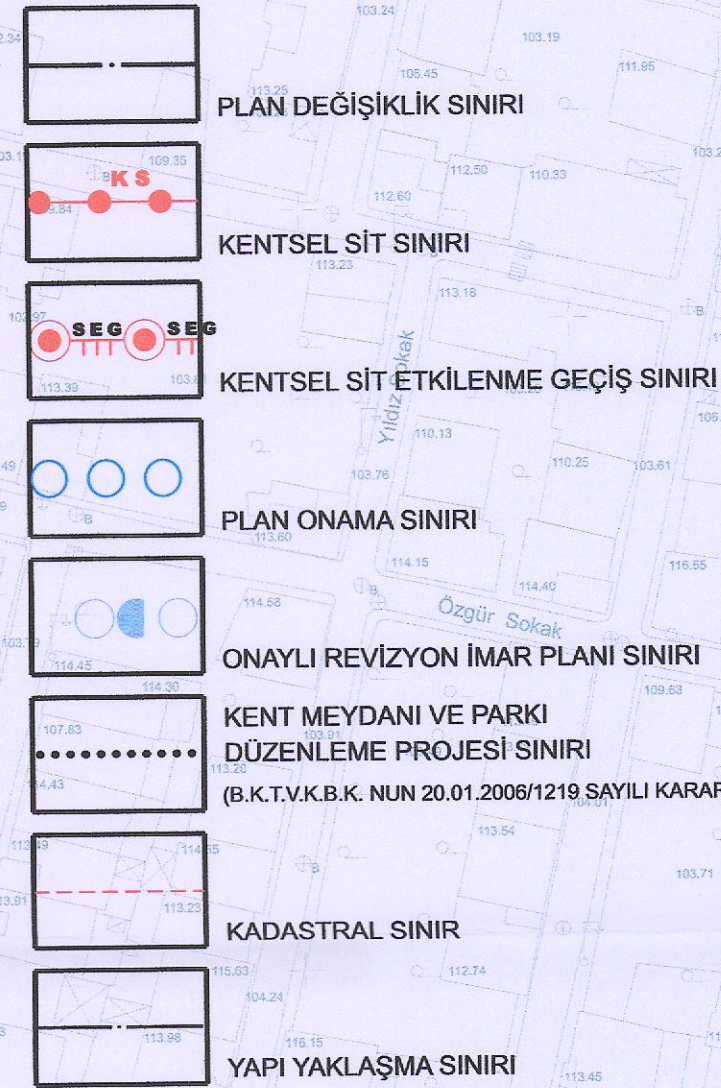 103.24
103.19
106.45
111.95
113.25
PLAN DEĞİŞİKLİK SINIRI
109.35
K S
112.50
110.33
112.60
KENTSEL SİT SINIRI
113.23
113.18
SEG SEG
113.39
KENTSEL SİT ETKİLENME GEÇİŞ SINIRI
Yıldız Sokak
110.13
103.76
110.25
103.61
PLAN ONAMA SINIRI
113.60
114.15
116.55
114.58
114.40
Özgür Sokak
114.45
ONAYLI REVİZYON İMAR PLANI SINIRI
114.30
109.63
107.83
KENT MEYDANI VE PARKI
103.91
DÜZENLEME PROJESİ SINIRI
113.20
(B.K.T.V.K.B.K. NUN 20.01.2006/1219 SAYILI KARAR
104.01
113.54
103.71
113.23
KADASTRAL SINIR
115.63
112.74
104.24
113.98
116.15
YAPI YAKLAŞMA SINIRI
113.45